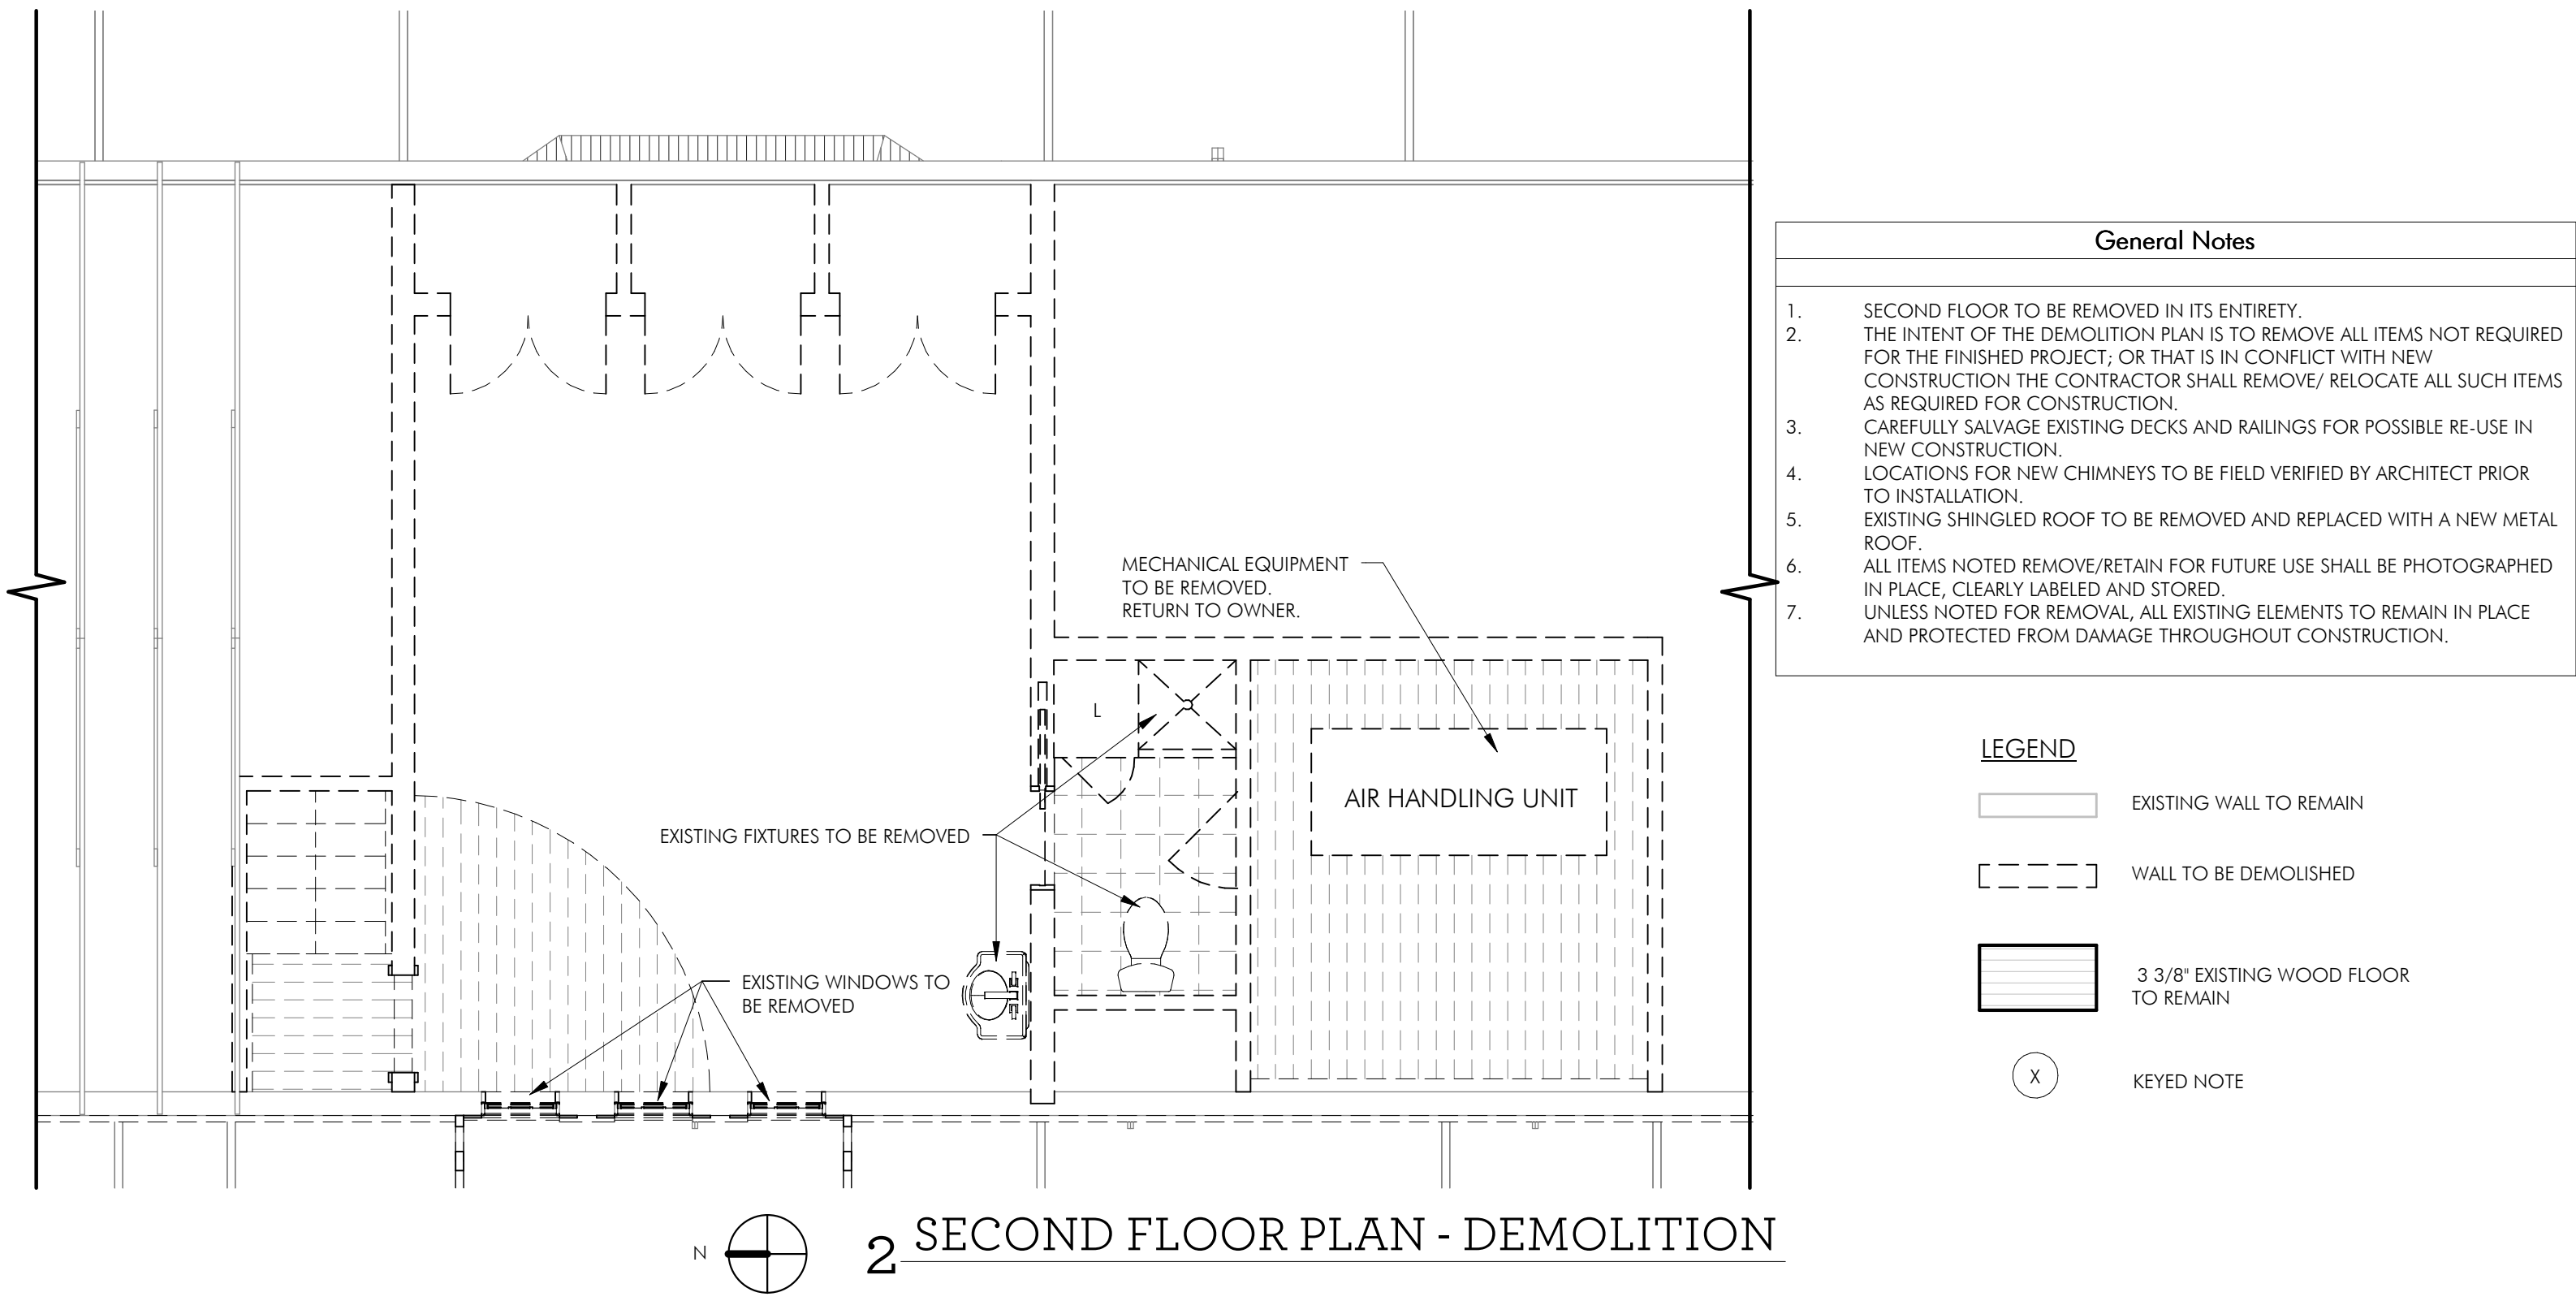 General Notes
1. SECOND FLOOR TO BE REMOVED IN ITS ENTIRETY.
2. THE INTENT OF THE DEMOLITION PLAN IS TO REMOVE ALL ITEMS NOT REQUIRED
FOR THE FINISHED PROJECT; OR THAT IS IN CONFLICT WITH NEW
CONSTRUCTION THE CONTRACTOR SHALL REMOVE/ RELOCATE ALL SUCH ITEMS
AS REQUIRED FOR CONSTRUCTION.
3. CAREFULLY SALVAGE EXISTING DECKS AND RAILINGS FOR POSSIBLE RE-USE IN
NEW CONSTRUCTION.
4. LOCATIONS FOR NEW CHIMNEYS TO BE FIELD VERIFIED BY ARCHITECT PRIOR
TO INSTALLATION.
5. EXISTING SHINGLED ROOF TO BE REMOVED AND REPLACED WITH A NEW METAL
ROOF.
6. ALL ITEMS NOTED REMOVE/RETAIN FOR FUTURE USE SHALL BE PHOTOGRAPHED
IN PLACE, CLEARLY LABELED AND STORED.
7. UNLESS NOTED FOR REMOVAL, ALL EXISTING ELEMENTS TO REMAIN IN PLACE
AND PROTECTED FROM DAMAGE THROUGHOUT CONSTRUCTION.
MECHANICAL EQUIPMENT
TO BE REMOVED.
RETURN TO OWNER.
L
AIR HANDLING UNIT
EXISTING FIXTURES TO BE REMOVED
EXISTING WINDOWS TO
BE REMOVED
LEGEND
EXISTING WALL TO REMAIN
WALL TO BE DEMOLISHED
3 3/8" EXISTING WOOD FLOOR
TO REMAIN
X KEYED NOTE
N
2 SECOND FLOOR PLAN - DEMOLITION